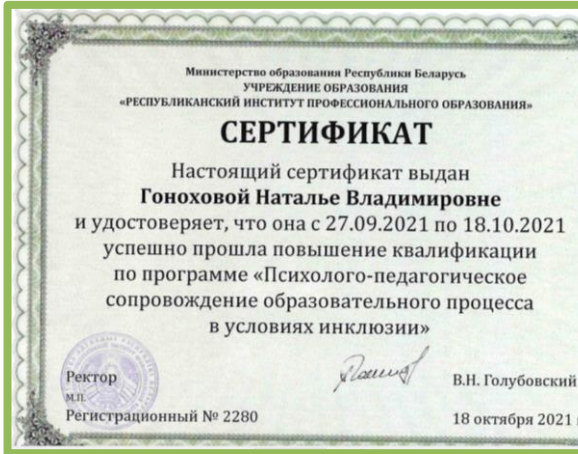 Министерство образования Республики Беларусь
УЧРЕЖДЕНИЕ ОБРАЗОВАНИЯ
«РЕСПУБЛИКАНСКИЙ ИНСТИТУТ ПРОФЕССИОНАЛЬНОГО ОБРАЗОВАНИЯ»
СЕРТИФИКАТ
Настоящий сертификат выдан
Гоноховой Наталье Владимировне
и удостоверяет, что она с 27.09.2021 по 18.10.2021
успешно прошла повышение квалификации
по программе «Психолого-педагогическое
сопровождение образовательного процесса
в условиях инклюзии»
Ректор
В.Н. Голубовский
м.п.
Регистрационный № 2280
18 октября 2021